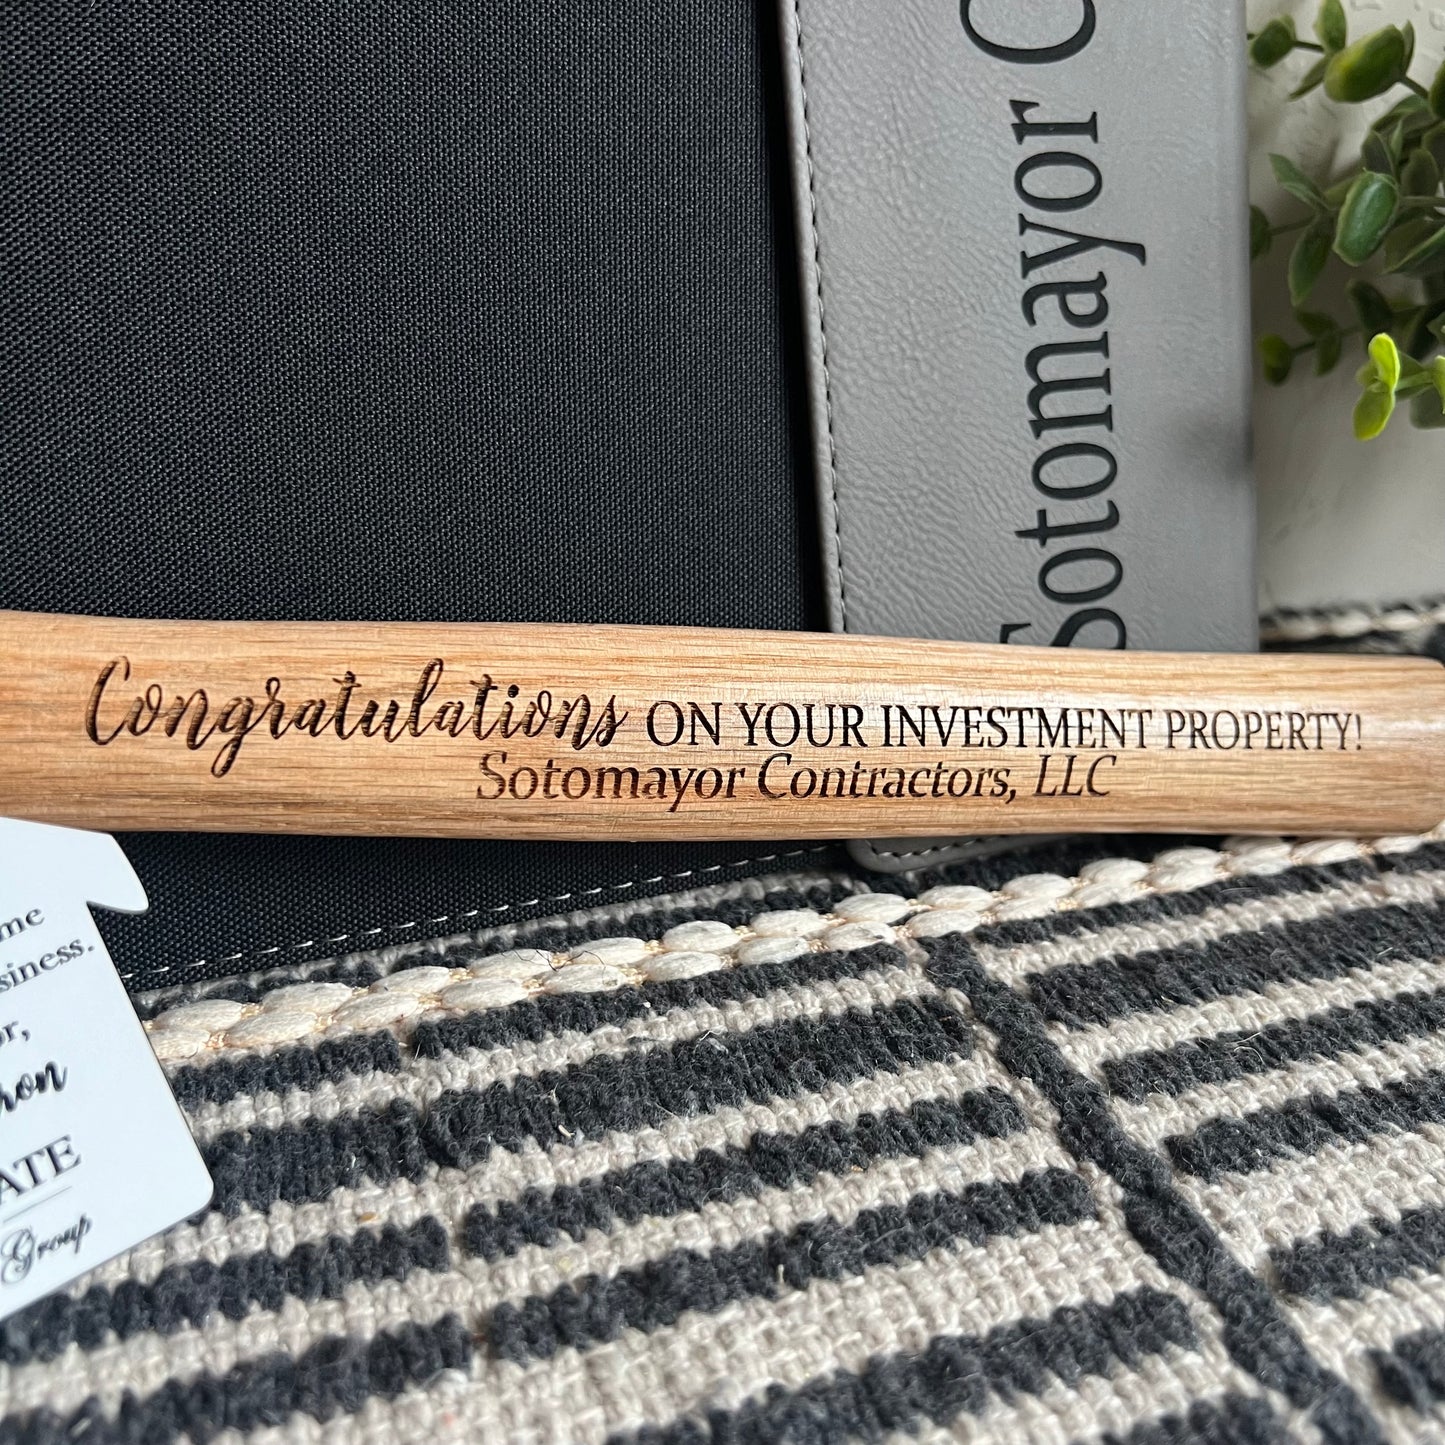 Sotomayor C
Congratulations ON YOUR INVESTMENT PROPERTY!
Sotomayor Contractors, LLC
Group